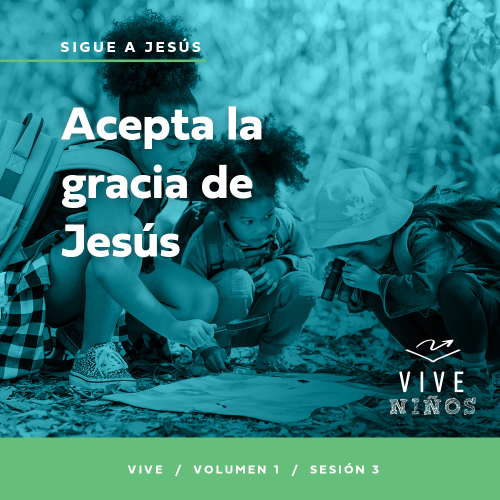 SIGUE A JESÚS
Acepta la
gracia de
Jesús
VIVE
NIÑOS
VIVE / VOLUMEN 1 / SESIÓN 3